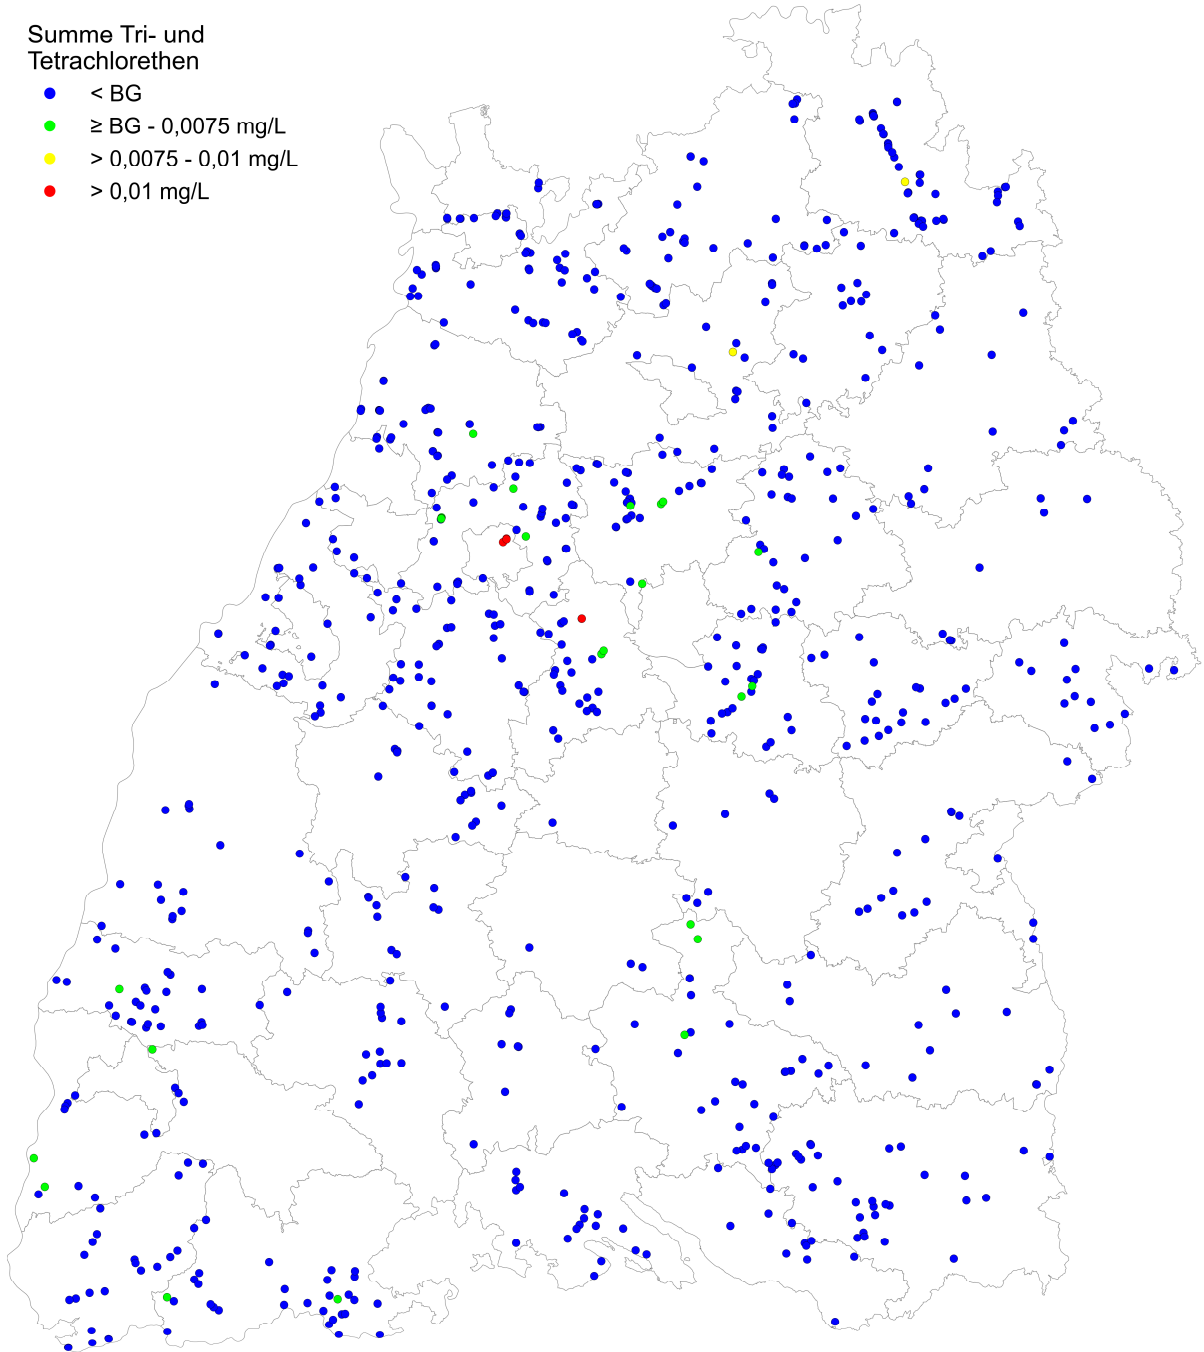 Summe Tri- und
Tetrachlorethen
< BG
≥ BG - 0,0075 mg/L
> 0,0075 - 0,01 mg/L
> 0,01 mg/L